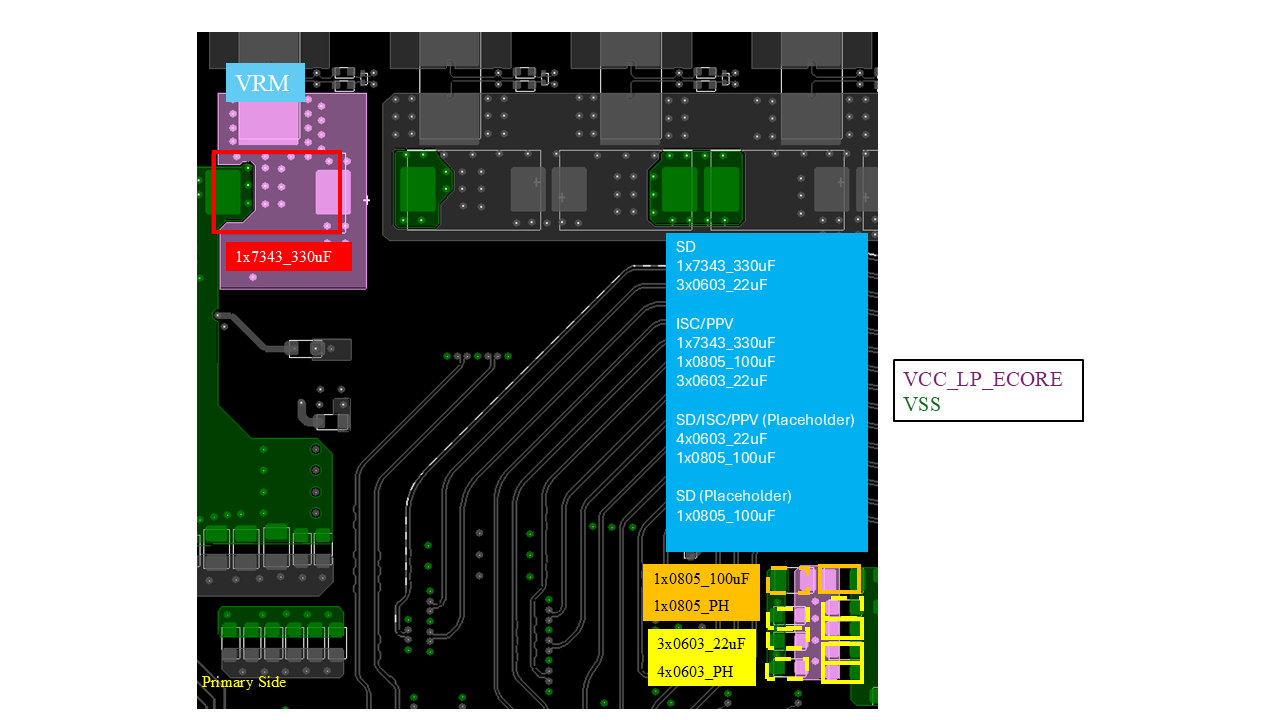 VRM
1x7343_330uF
SD
1x7343_330uF
3x0603_22uF
ISC/PPV
1x7343_330uF
1x0805_100uF
3x0603_22uF
SD/ISC/PPV (Placeholder)
4x0603_22uF
1x0805_100uF
SD (Placeholder)
1x0805_100uF
VCC_LP_ECORE
VSS
1x0805_100uF
1x0805_PH
3x0603_22uF
4x0603_PH
Primary Side